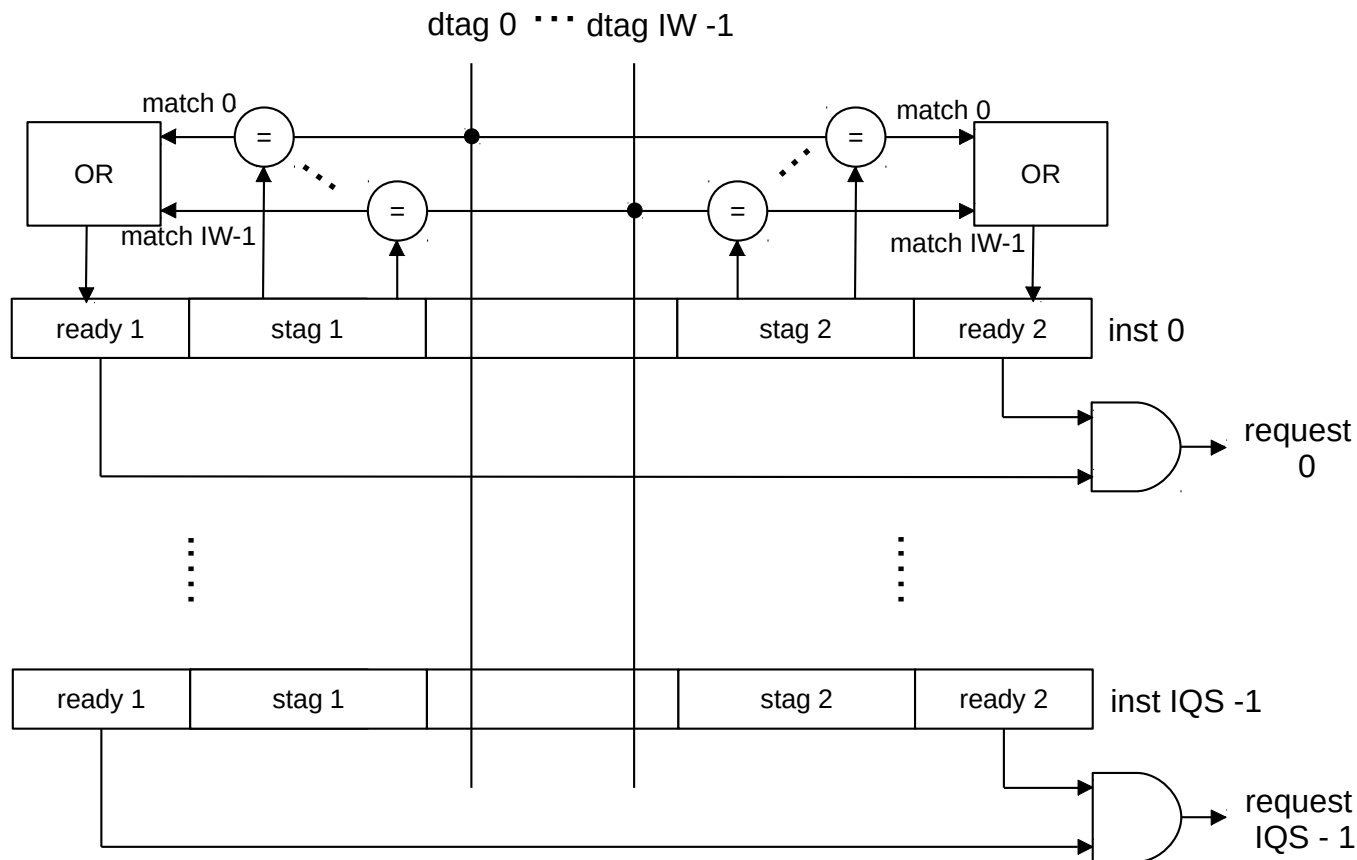 dtag 0 ··· dtag IW -1
match 0
match 0
=
=
OR
OR
=
=
match IW-1
match IW-1
ready 1
stag 1
stag 2
ready 2
inst 0
request
0
ready 1
stag 1
stag 2
ready 2
inst IQS -1
request
IQS - 1